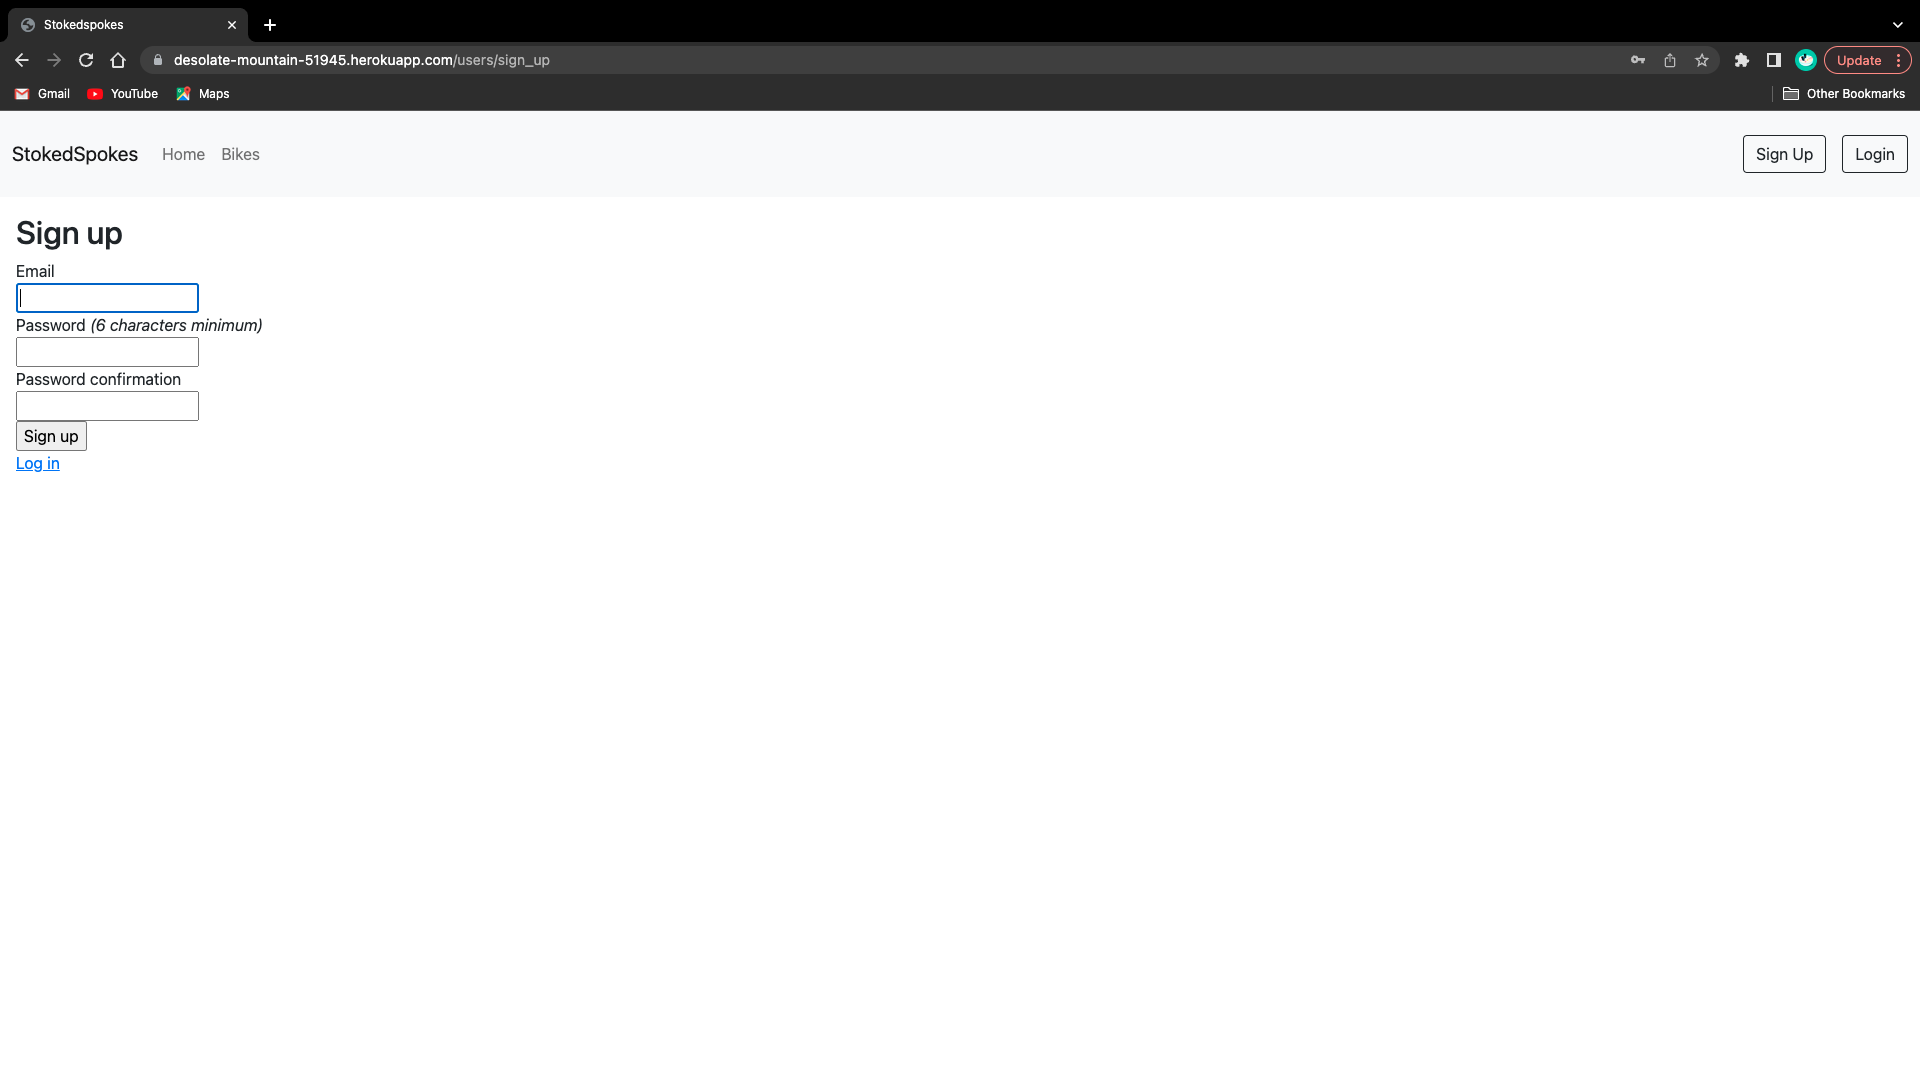 Stokedspokes
desolate-mountain-51945.herokuapp.com/users/sign_up
Update
Gmail YouTube Maps Other Bookmarks
StokedSpokes Home Bikes Sign Up Login
Sign up
Email
Password (6 characters minimum)
Password confirmation
Sign up
Log in